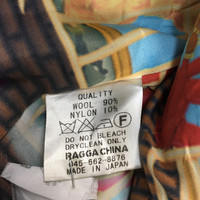 QUALITY
WOOL 90%
NYLON 10%
F
DO NOT BLEACH
DRYCLEAN ONLY
RAGGACHINA
045-662-8876
MADE IN JAPAN